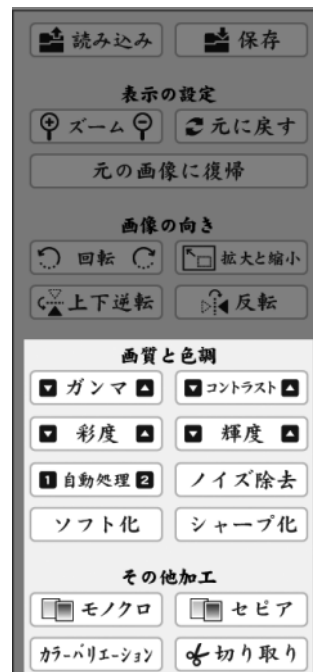 読み込み 保存
表示の設定
ズーム 元に戻す
元の画像に復帰
画像の向き
回転 拡大と縮小
上下逆転 反転
画質と色調
ガンマ コントラスト
彩度 輝度
1 自動処理 2 ノイズ除去
ソフト化 シャープ化
その他加工
モノクロ セピア
カラーバリエーション 切り取り